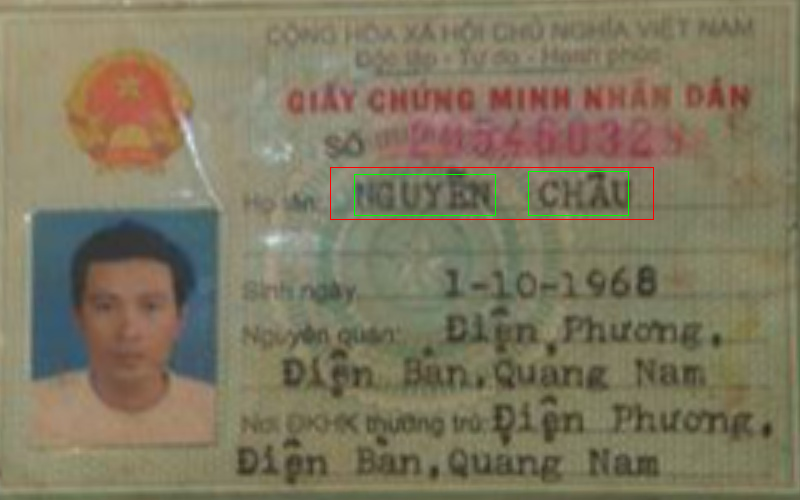 CỘNG HÒA XÃ HỘI CHỦ NGHĨA VIỆT NAM
Độc lập - Tự do - Hạnh phúc
GIẤY CHỨNG MINH NHÂN DÂN
SỐ 205460328
Họ tên: NGUYỄN CHÂU
Sinh ngày 1-10-1968
Nguyên quán: Điện Phương,
Điện Bàn, Quảng Nam
Nơi ĐKHK thường trú: Điện Phương,
Điện Bàn, Quảng Nam